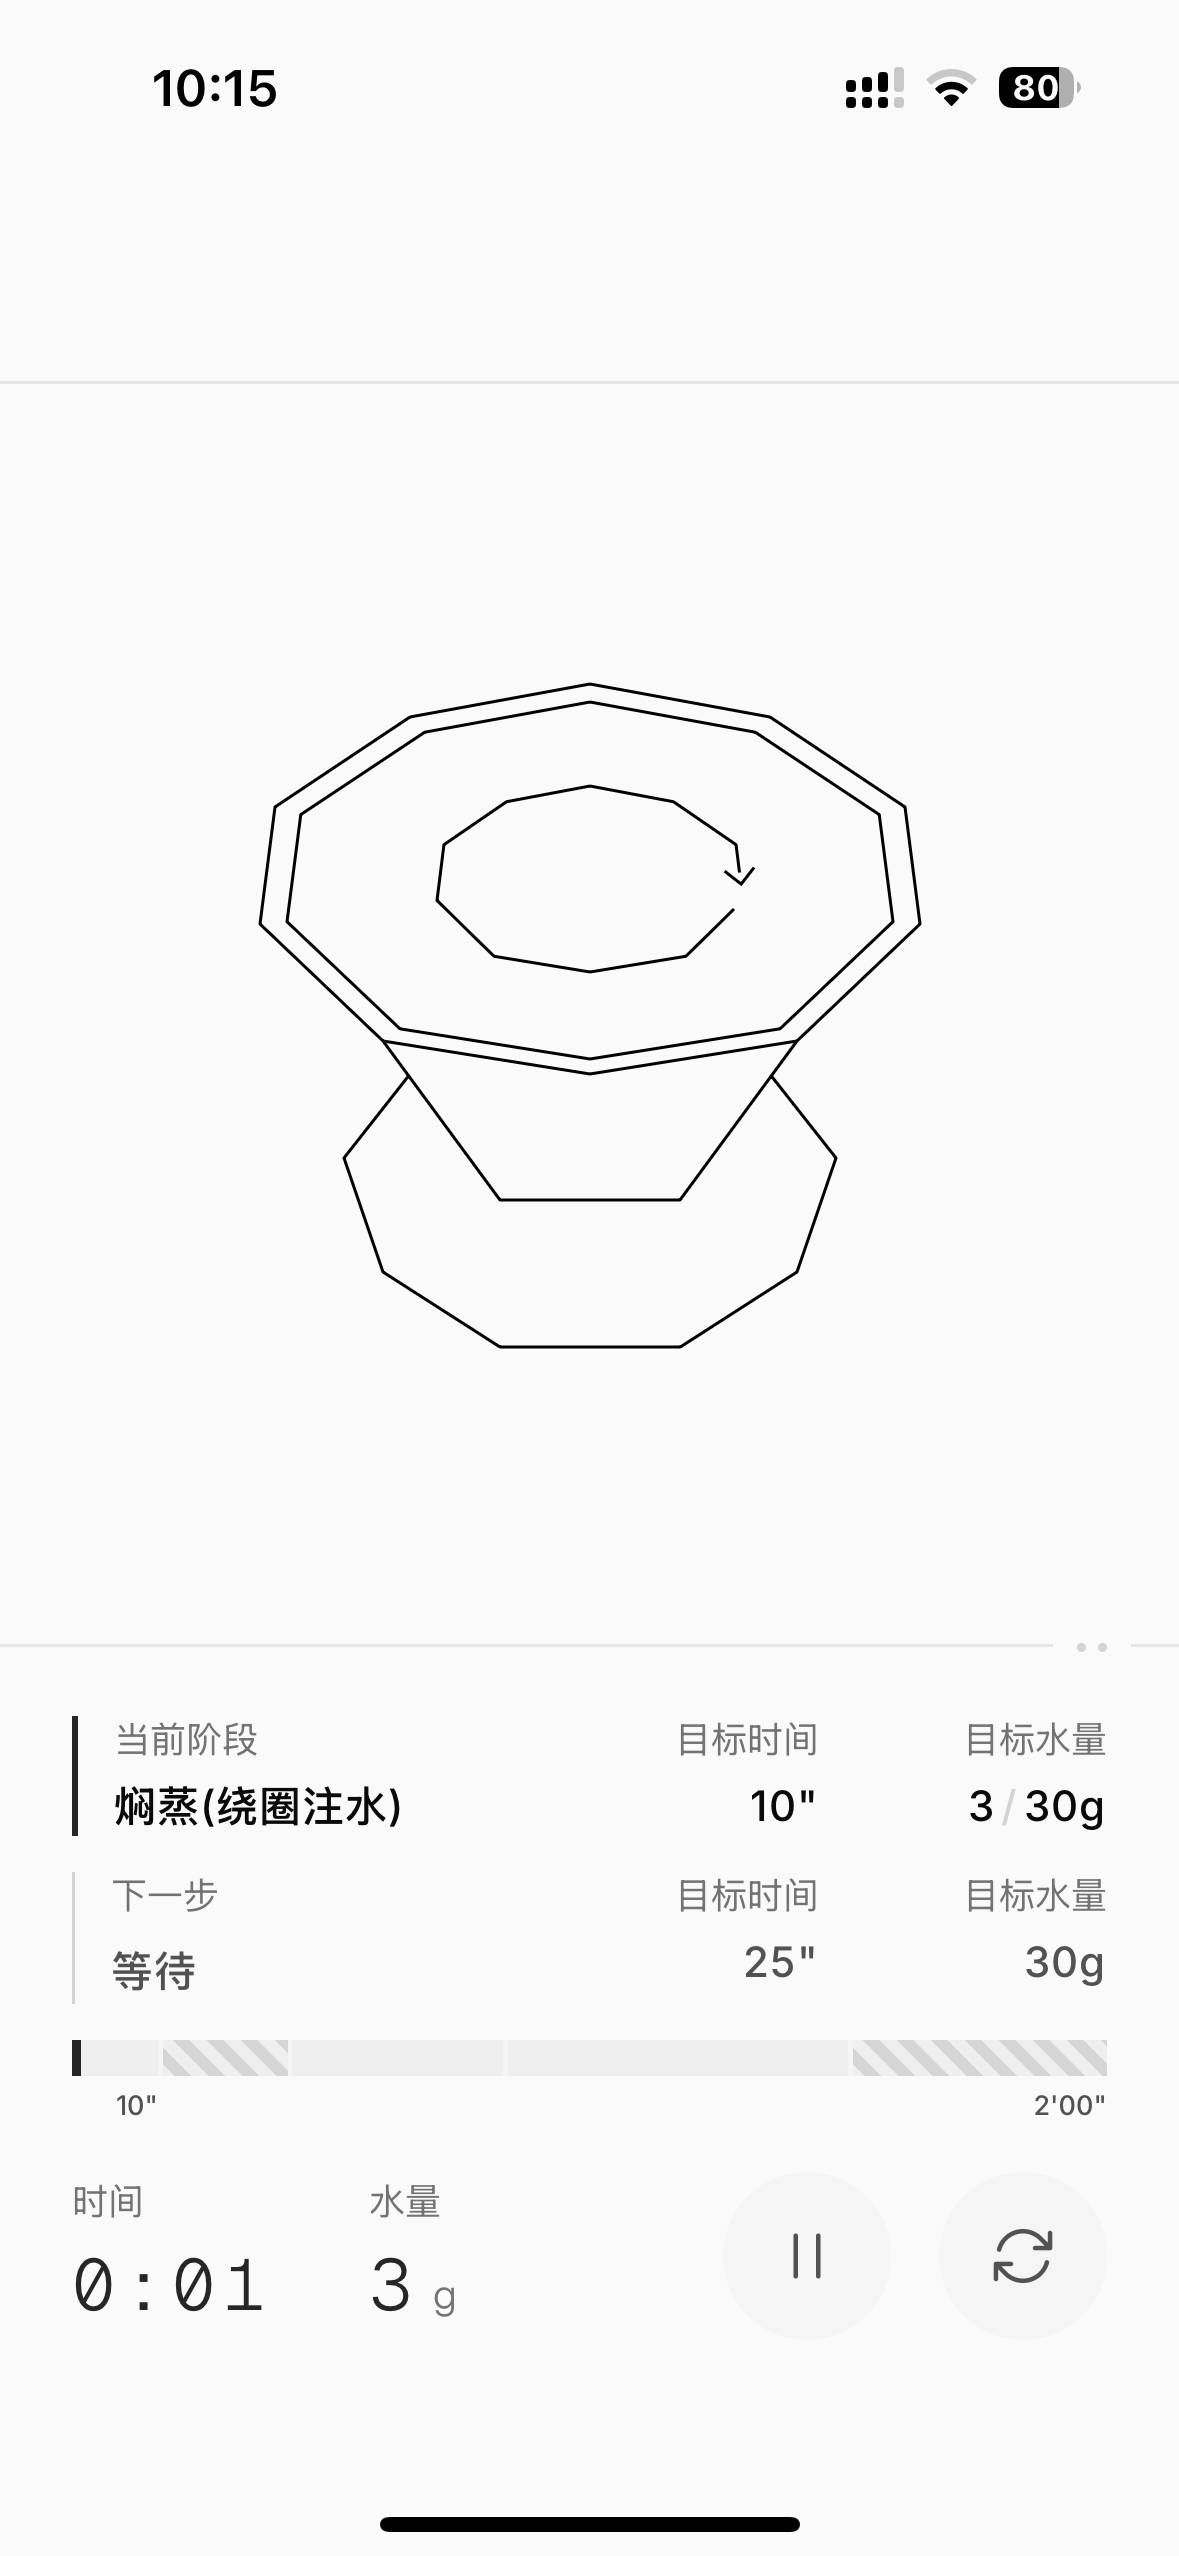 10:15
80
当前阶段 目标时间 目标水量
焖蒸(绕圈注水) 10" 3/30g
下一步 目标时间 目标水量
等待 25" 30g
10" 2'00"
时间 水量
0:01 3 g